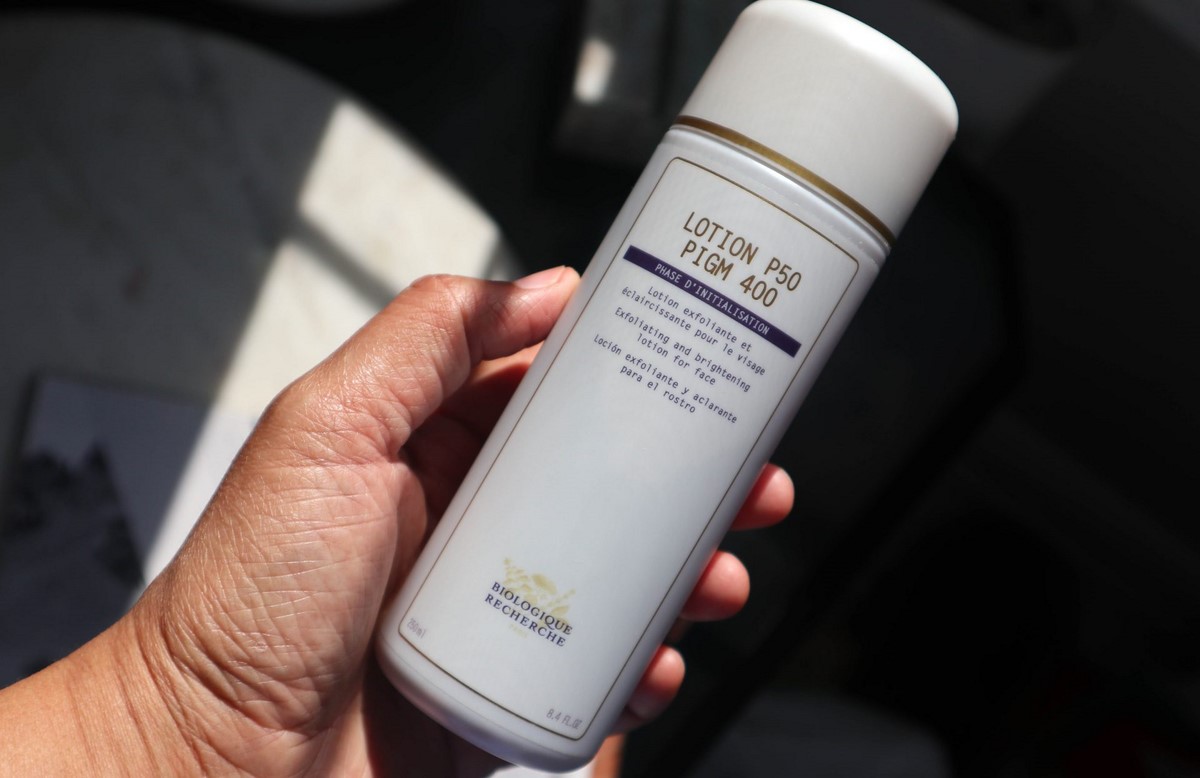 LOTION P50
PIGM 400
PHASE D'INITIALISATION
Lotion exfoliante et
éclaircissante pour le visage
Exfoliating and brightening
lotion for face
Loción exfoliante y aclarante
para el rostro
BIOLOGIQUE
RECHERCHE
250ml
8.4 FL.OZ